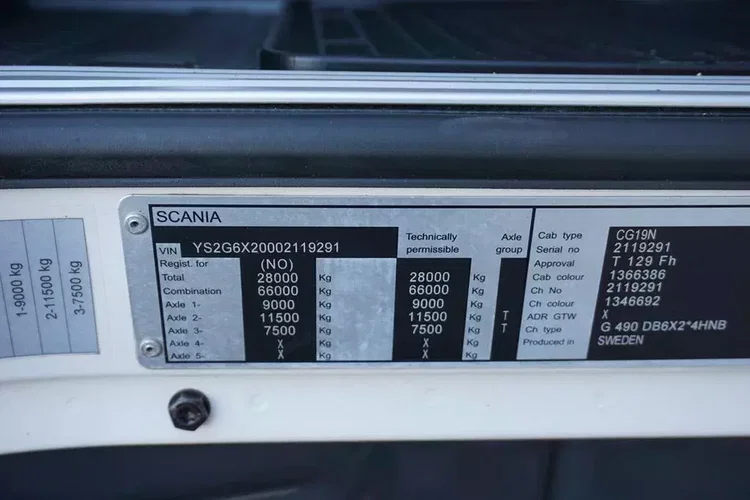 SCANIA
VIN YS2G6X20002119291 Technically permissible Axle group
Regist. for (NO)
Total 28000 Kg 28000 Kg
Combination 66000 Kg 66000 Kg
Axle 1- 9000 Kg 9000 Kg
Axle 2- 11500 Kg 11500 Kg T
Axle 3- 7500 Kg 7500 Kg T
Axle 4- X Kg X Kg
Axle 5- X Kg X Kg
Cab type CG19N
Serial no 2119291
Approval T 129 Fh
Cab colour 1366386
Ch No 2119291
Ch colour 1346692
ADR GTW X
Ch type G 490 DB6X2*4HNB
Produced in SWEDEN
1-9000 kg
2-11500 kg
3-7500 kg